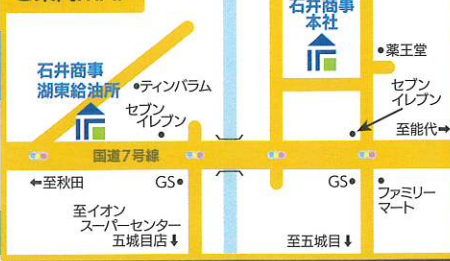 石井商事
本社
薬王堂
石井商事
湖東給油所
ティンバラム
セブン
イレブン
セブン
イレブン
至能代➡
国道7号線
⬅至秋田
GS
GS
ファミリー
マート
至イオン
スーパーセンター
五城目店⬇
至五城目⬇